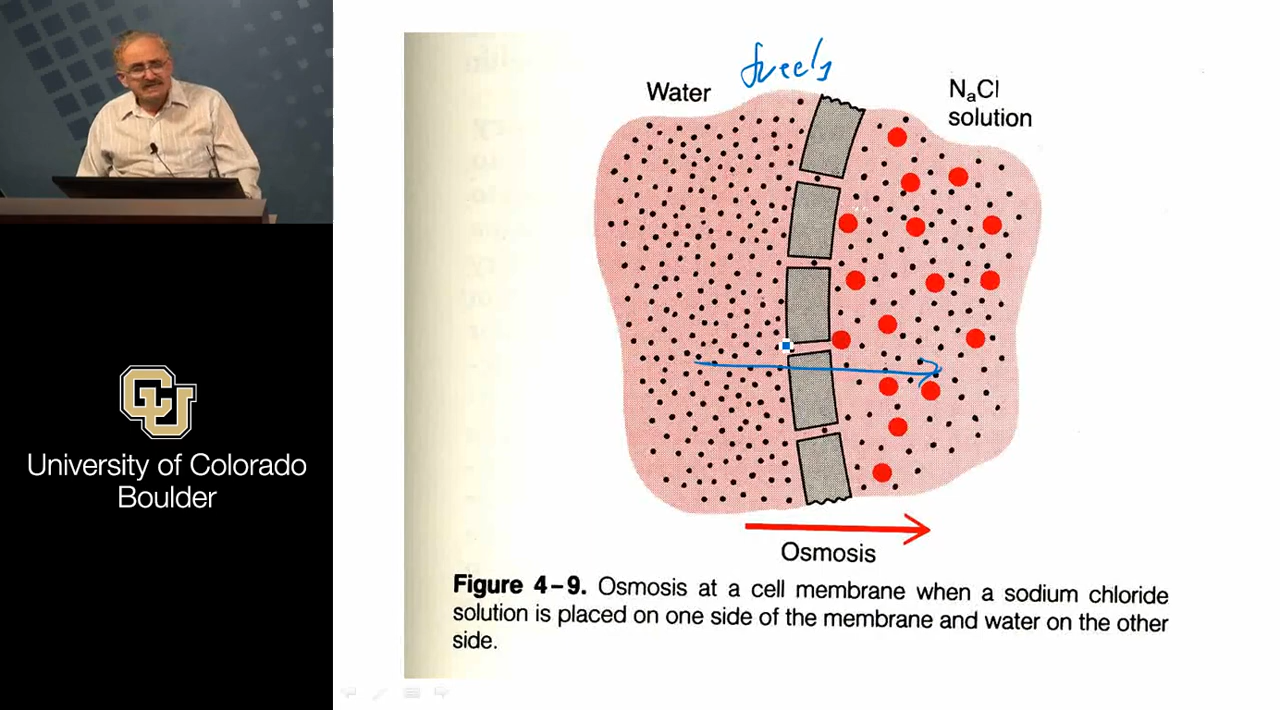 freely
Water
NaCl
solution
University of Colorado
Boulder
Osmosis
Figure 4–9. Osmosis at a cell membrane when a sodium chloride
solution is placed on one side of the membrane and water on the other
side.